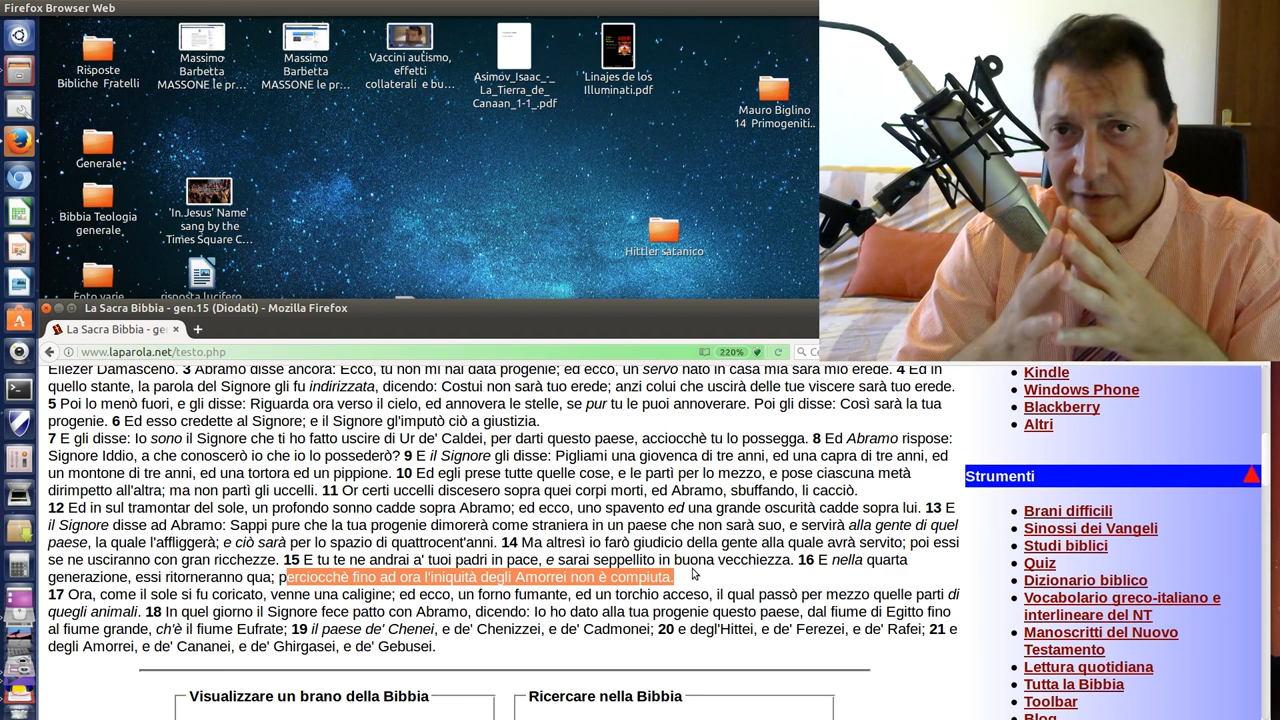 Firefox Browser Web
Risposte
Bibliche Fratelli
Massimo
Barbetta
MASSONE le pr...
Massimo
Barbetta
MASSONE le pr...
Vaccini autismo,
effetti
collaterali e bu...
Asimov_Isaac_-_
La_Tierra_de_
Canaan_1-1_.pdf
Linajes de los
Illuminati.pdf
Mauro Biglino
14 Primogeniti..
Generale
Bibbia Teologia
generale
'In Jesus' Name'
sang by the
Times Square C...
Hittler satanico
Foto varie
risposta lucifero
La Sacra Bibbia - gen.15 (Diodati) - Mozilla Firefox
La Sacra Bibbia - ge
www.laparola.net/testo.php
220%
Eliezer Damasceno. 3 Abramo disse ancora: Ecco, tu non mi hai data progenie; ed ecco, un servo nato in casa mia sarà mio erede. 4 Ed in
quello stante, la parola del Signore gli fu indirizzata, dicendo: Costui non sarà tuo erede; anzi colui che uscirà delle tue viscere sarà tuo erede.
5 Poi lo menò fuori, e gli disse: Riguarda ora verso il cielo, ed annovera le stelle, se pur tu le puoi annoverare. Poi gli disse: Così sarà la tua
progenie. 6 Ed esso credette al Signore; e il Signore gl'imputò ciò a giustizia.
7 E gli disse: Io sono il Signore che ti ho fatto uscire di Ur de' Caldei, per darti questo paese, acciocchè tu lo possegga. 8 Ed Abramo rispose:
Signore Iddio, a che conoscerò io che io lo possederò? 9 E il Signore gli disse: Pigliami una giovenca di tre anni, ed una capra di tre anni, ed
un montone di tre anni, ed una tortora ed un pippione. 10 Ed egli prese tutte quelle cose, e le partì per lo mezzo, e pose ciascuna metà
dirimpetto all'altra; ma non partì gli uccelli. 11 Or certi uccelli discesero sopra quei corpi morti, ed Abramo, sbuffando, li cacciò.
12 Ed in sul tramontar del sole, un profondo sonno cadde sopra Abramo; ed ecco, uno spavento ed una grande oscurità cadde sopra lui. 13 E
il Signore disse ad Abramo: Sappi pure che la tua progenie dimorerà come straniera in un paese che non sarà suo, e servirà alla gente di quel
paese, la quale l'affliggerà; e ciò sarà per lo spazio di quattrocent'anni. 14 Ma altresì io farò giudicio della gente alla quale avrà servito; poi essi
se ne usciranno con gran ricchezze. 15 E tu te ne andrai a' tuoi padri in pace, e sarai seppellito in buona vecchiezza. 16 E nella quarta
generazione, essi ritorneranno qua; perciocchè fino ad ora l'iniquità degli Amorrei non è compiuta.
17 Ora, come il sole si fu coricato, venne una caligine; ed ecco, un forno fumante, ed un torchio acceso, il qual passò per mezzo quelle parti di
quegli animali. 18 In quel giorno il Signore fece patto con Abramo, dicendo: Io ho dato alla tua progenie questo paese, dal fiume di Egitto fino
al fiume grande, ch'è il fiume Eufrate; 19 il paese de' Chenei, e de' Chenizzei, e de' Cadmonei; 20 e degl'Hittei, e de' Ferezei, e de' Rafei; 21 e
degli Amorrei, e de' Cananei, e de' Ghirgasei, e de' Gebusei.
Visualizzare un brano della Bibbia
Ricercare nella Bibbia
Kindle
Windows Phone
Blackberry
Altri
Strumenti
Brani difficili
Sinossi dei Vangeli
Studi biblici
Quiz
Dizionario biblico
Vocabolario greco-italiano e
interlineare del NT
Manoscritti del Nuovo
Testamento
Lettura quotidiana
Tutta la Bibbia
Toolbar
Blog